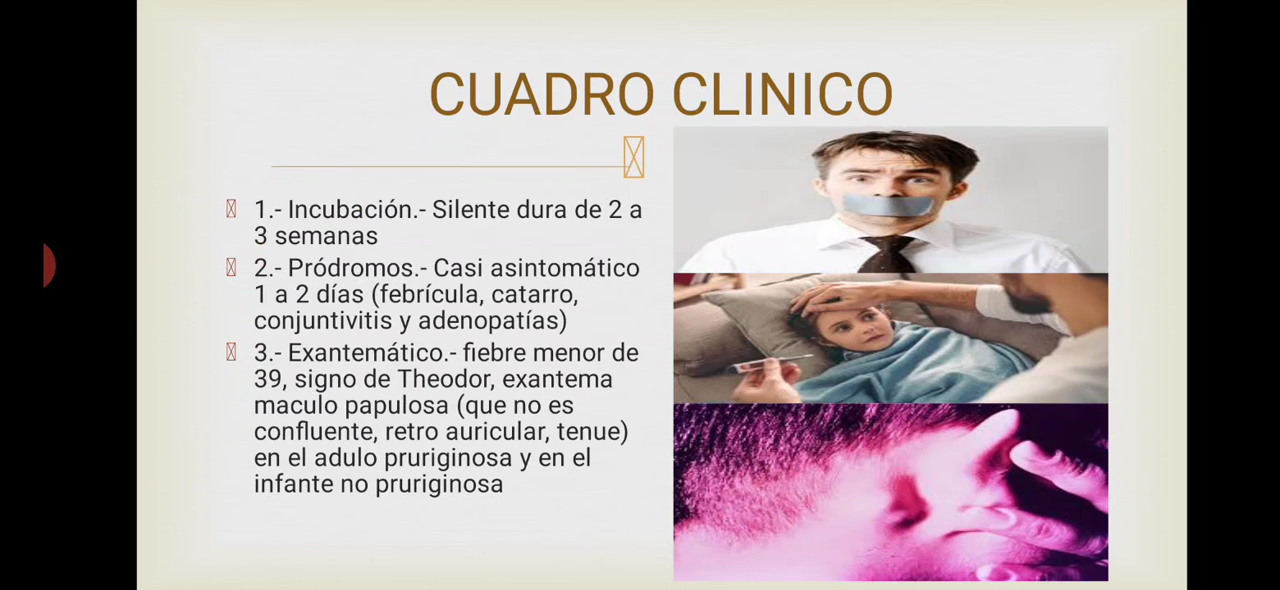 CUADRO CLINICO
1.- Incubación.- Silente dura de 2 a
3 semanas
2.- Pródromos.- Casi asintomático
1 a 2 días (febrícula, catarro,
conjuntivitis y adenopatías)
3.- Exantemático.- fiebre menor de
39, signo de Theodor, exantema
maculo papulosa (que no es
confluente, retro auricular, tenue)
en el adulo pruriginosa y en el
infante no pruriginosa